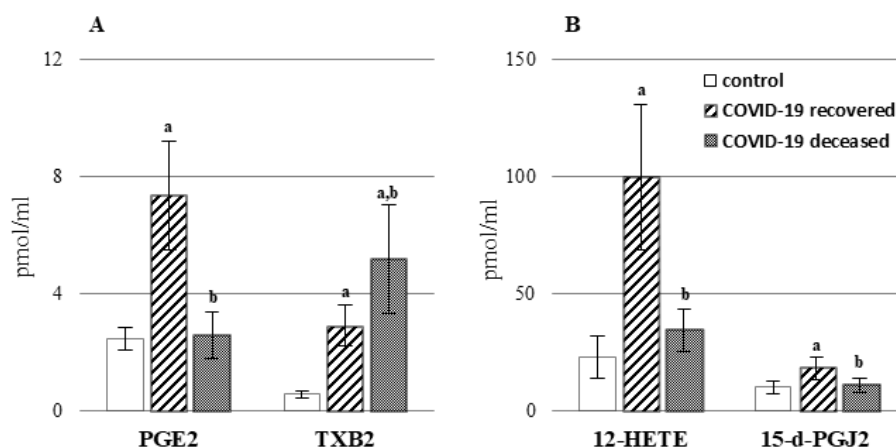 A
12
8
4
0
pmol/ml
a
b
a
a,b
PGE2
TXB2
B
150
100
50
0
pmol/ml
control
COVID-19 recovered
COVID-19 deceased
a
b
a
b
12-HETE
15-d-PGJ2